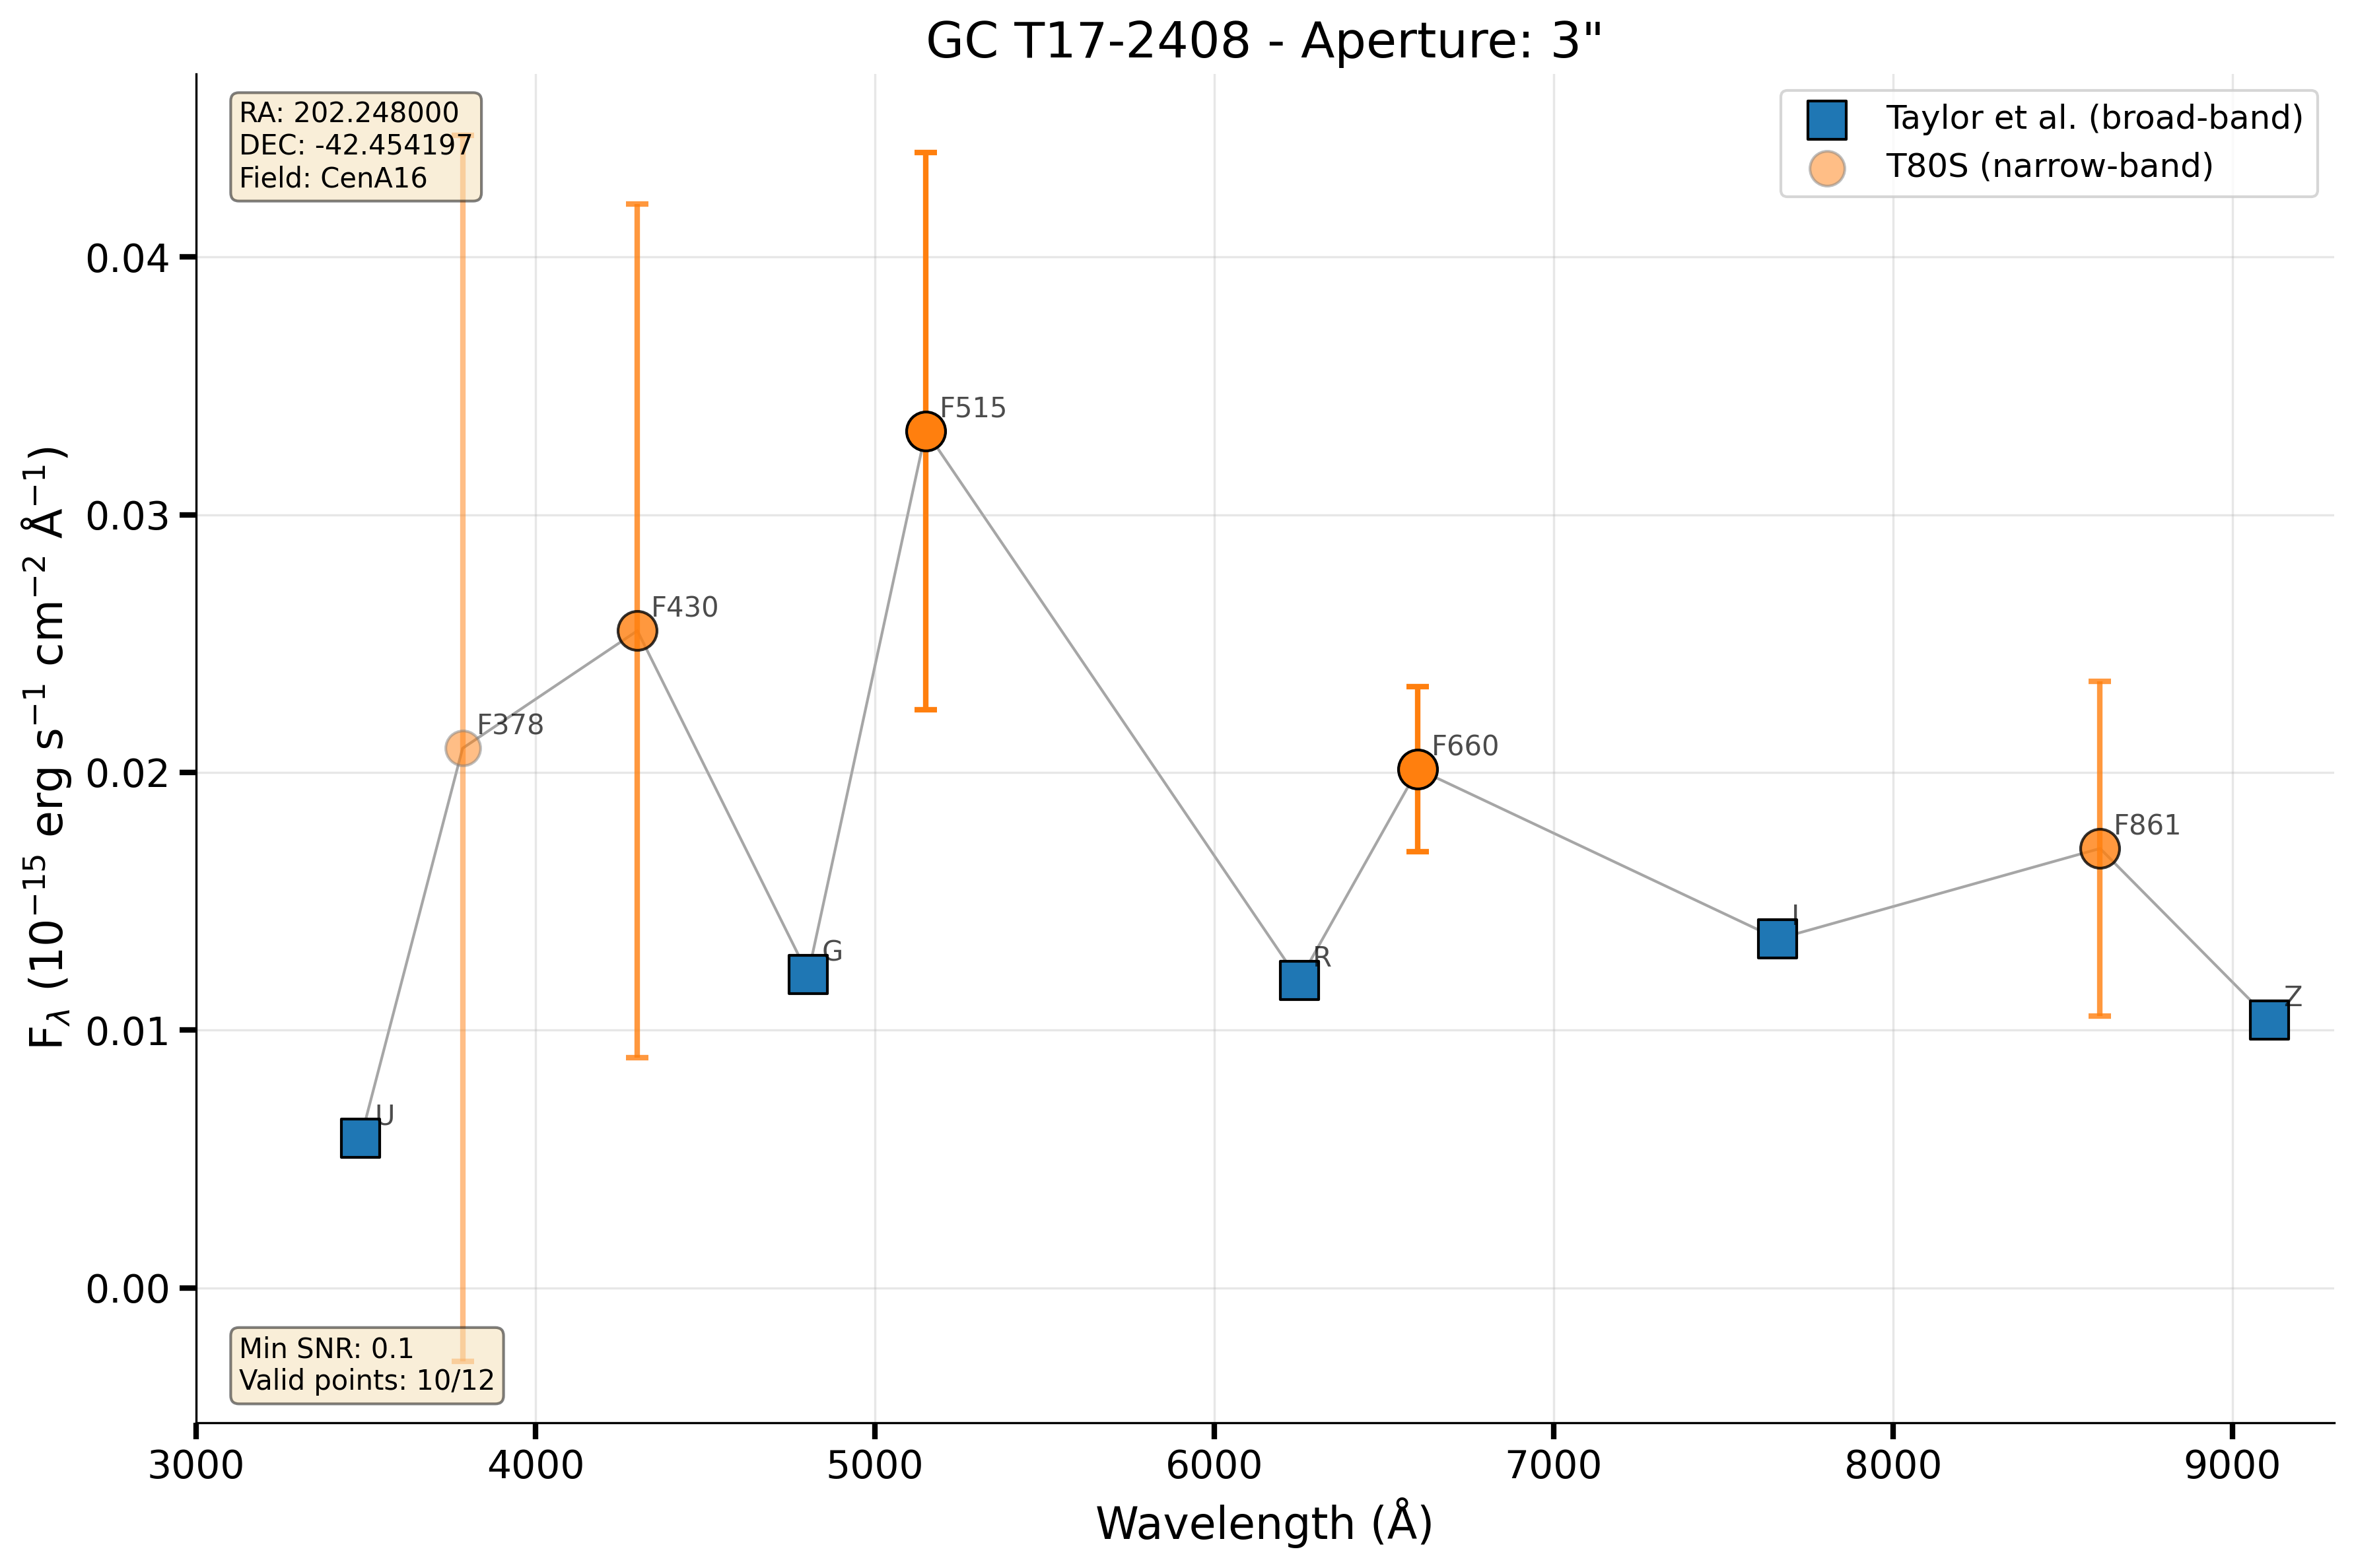 GC T17-2408 - Aperture: 3"
RA: 202.248000
DEC: -42.454197
Field: CenA16
Taylor et al. (broad-band)
T80S (narrow-band)
F_λ (10⁻¹⁵ erg s⁻¹ cm⁻² Å⁻¹)
0.04
0.03
0.02
0.01
0.00
F515
F430
F378
F660
F861
G
R
I
Z
U
Min SNR: 0.1
Valid points: 10/12
3000 4000 5000 6000 7000 8000 9000
Wavelength (Å)